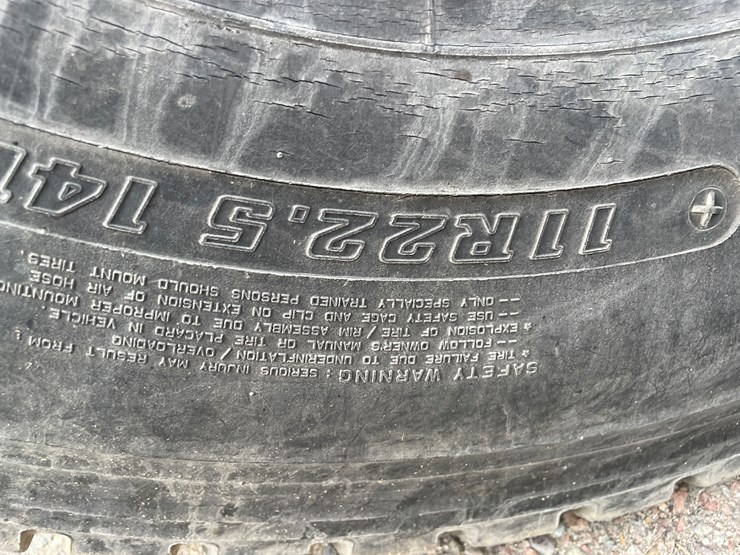 SAFETY WARNING : SERIOUS INJURY MAY RESULT FROM :
* TIRE FAILURE DUE TO UNDERINFLATION / OVERLOADING
-- FOLLOW OWNER'S MANUAL OR TIRE PLACARD IN VEHICLE.
* EXPLOSION OF TIRE / RIM ASSEMBLY DUE TO IMPROPER MOUNTING
-- USE SAFETY CAGE AND CLIP ON EXTENSION OF AIR HOSE
-- ONLY SPECIALLY TRAINED PERSONS SHOULD MOUNT TIRES.
11R22.5 14